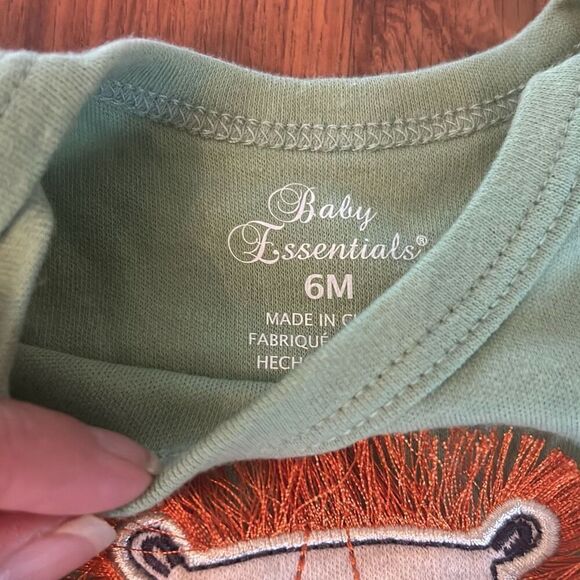 Baby
Essentials®
6M
MADE IN
FABRIQUÉ